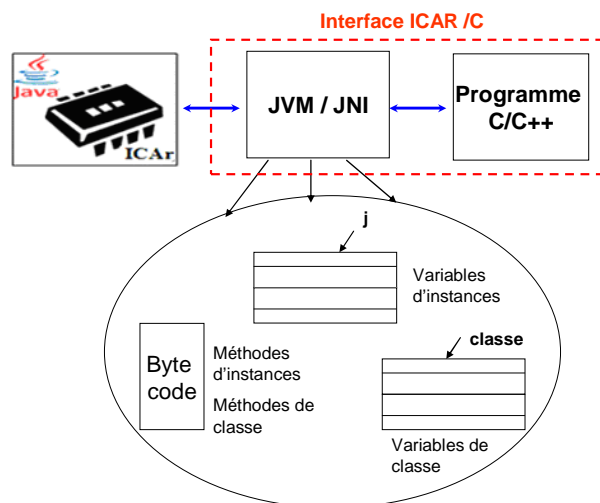 Interface ICAR /C
Java
ICAr
JVM / JNI
Programme
C/C++
j
Variables
d'instances
classe
Byte
code
Méthodes
d'instances
Méthodes de
classe
Variables de
classe